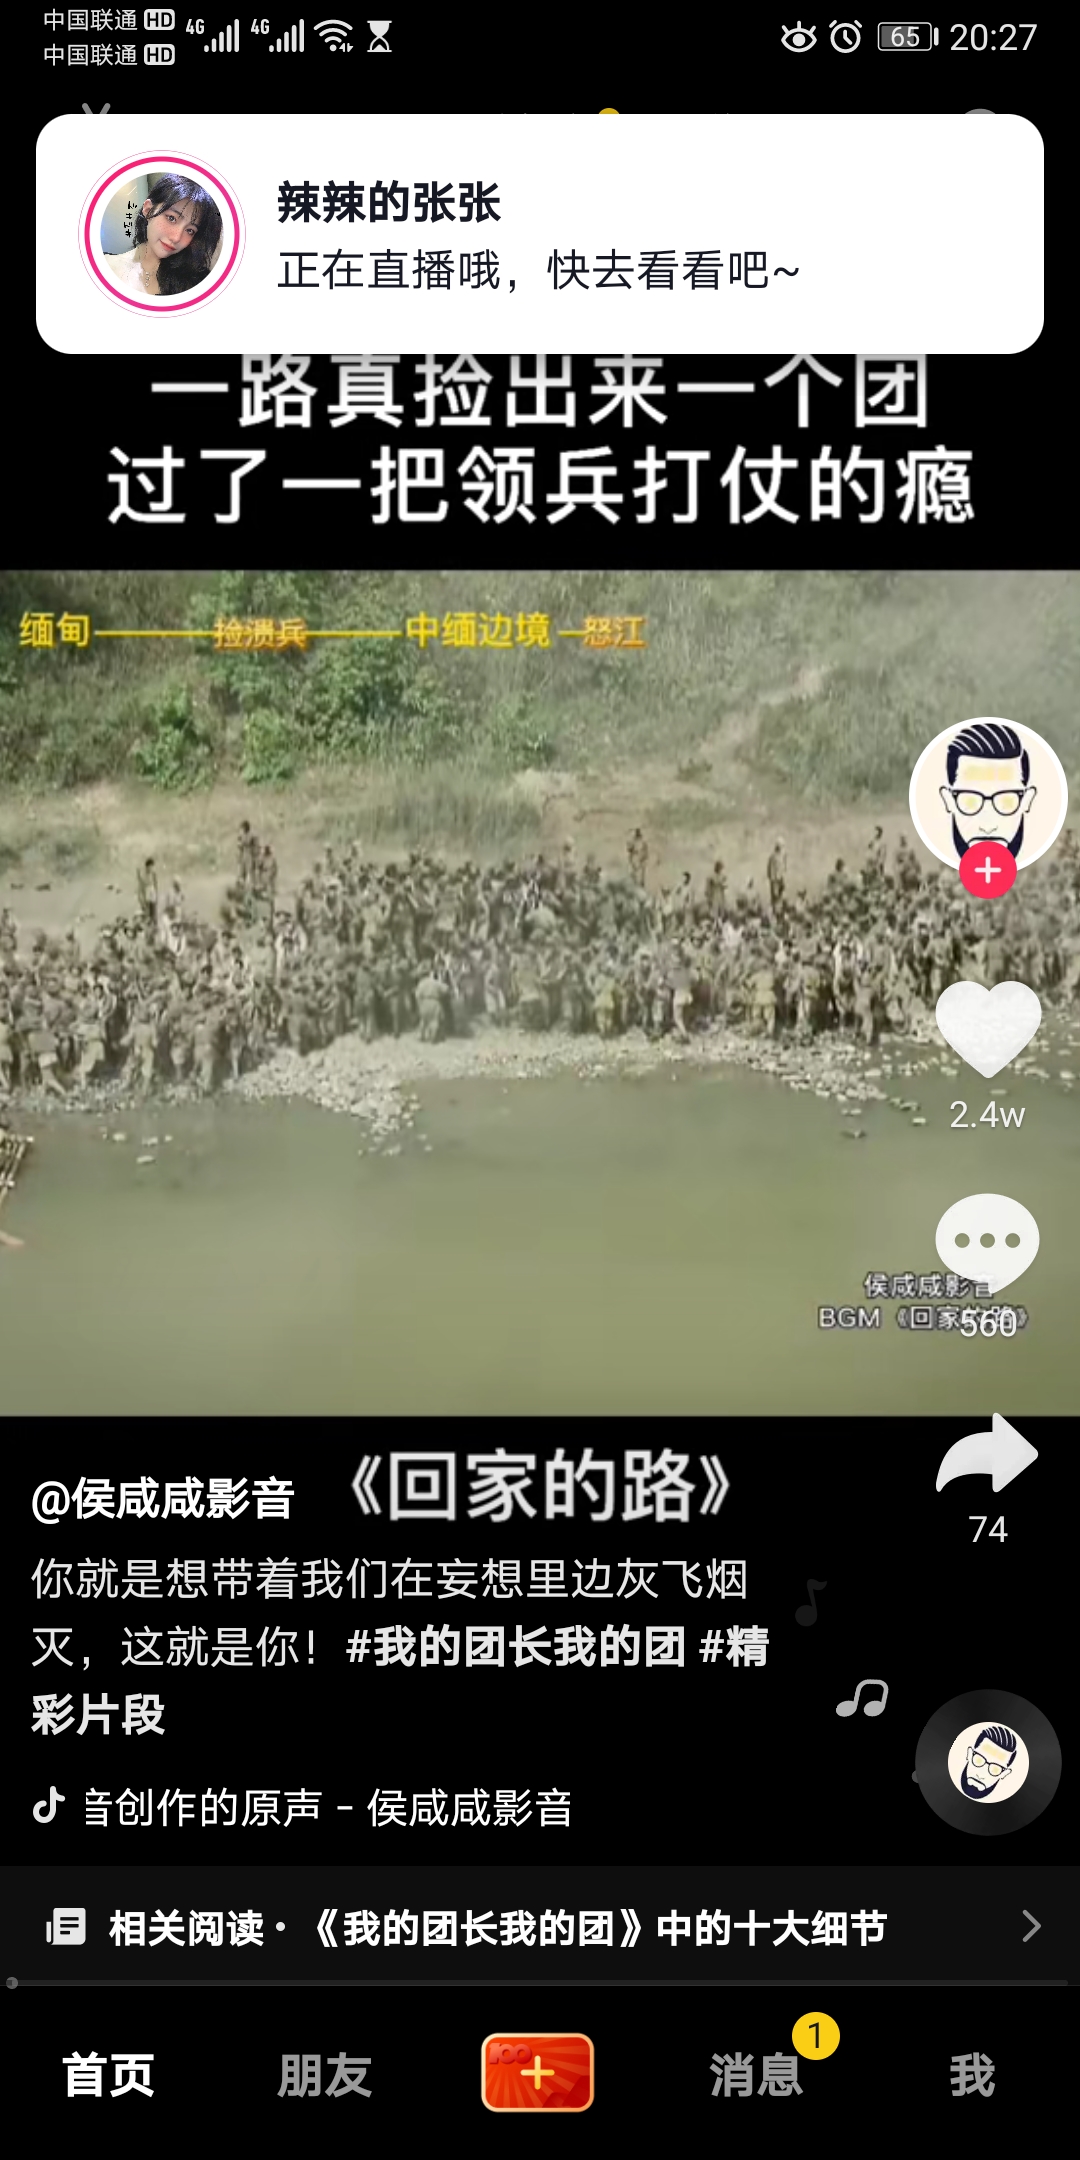 中国联通 HD 4G 4G 65 20:27
中国联通 HD
辣辣的张张
正在直播哦，快去看看吧~
一路真捡出来一个团
过了一把领兵打仗的瘾
缅甸 捡溃兵 中缅边境 怒江
2.4w
侯咸咸影音
BGM 《回家的路》
560
《回家的路》
@侯咸咸影音
74
你就是想带着我们在妄想里边灰飞烟
灭，这就是你！#我的团长我的团 #精
彩片段
音创作的原声 - 侯咸咸影音
相关阅读·《我的团长我的团》中的十大细节
首页 朋友 100 消息 1 我